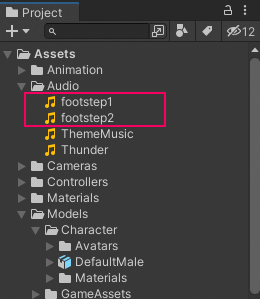 Project
12
Assets
Animation
Audio
footstep1
footstep2
ThemeMusic
Thunder
Cameras
Controllers
Materials
Models
Character
Avatars
DefaultMale
Materials
GameAssets